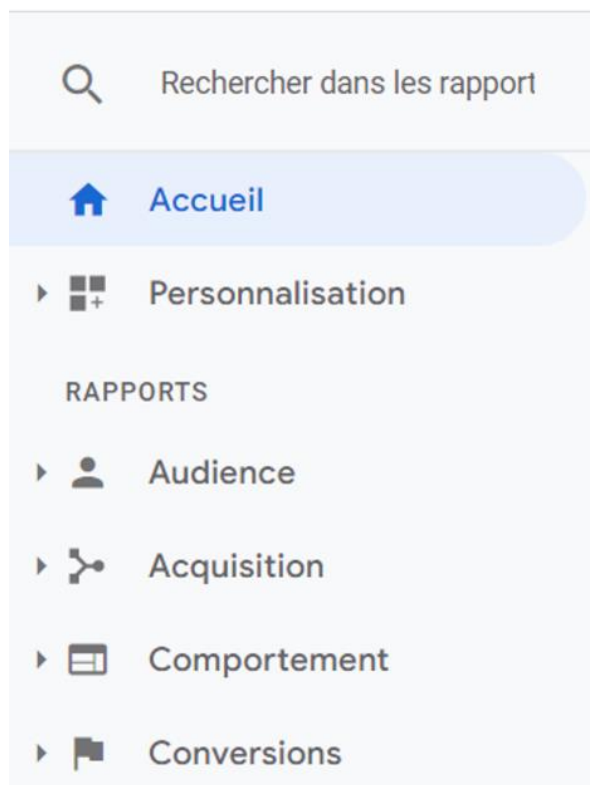 Rechercher dans les rapport
Accueil
Personnalisation
RAPPORTS
Audience
Acquisition
Comportement
Conversions